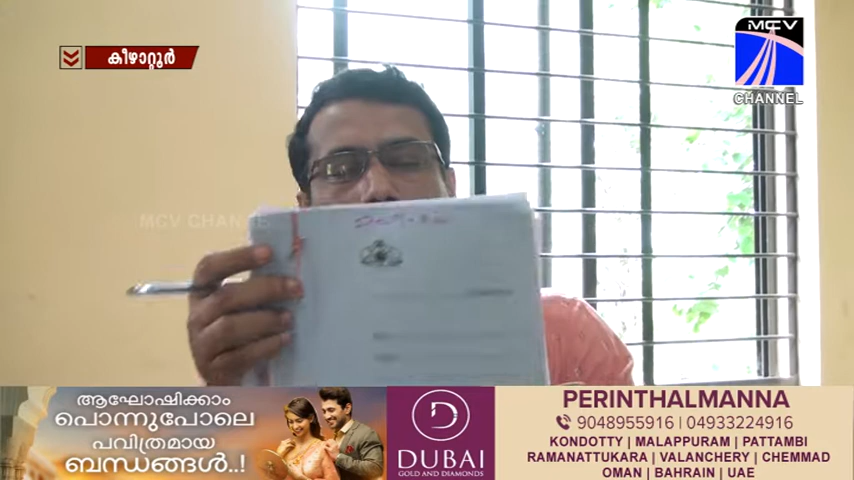 കീഴാറ്റൂർ
MCV
CHANNEL
MCV CHANNEL
ആഘോഷിക്കാം
പൊന്നുപോലെ
പവിത്രമായ
ബന്ധങ്ങൾ..!
DUBAI
GOLD AND DIAMONDS
PERINTHALMANNA
9048955916 | 04933224916
KONDOTTY | MALAPPURAM | PATTAMBI
RAMANATTUKARA | VALANCHERY | CHEMMAD
OMAN | BAHRAIN | UAE